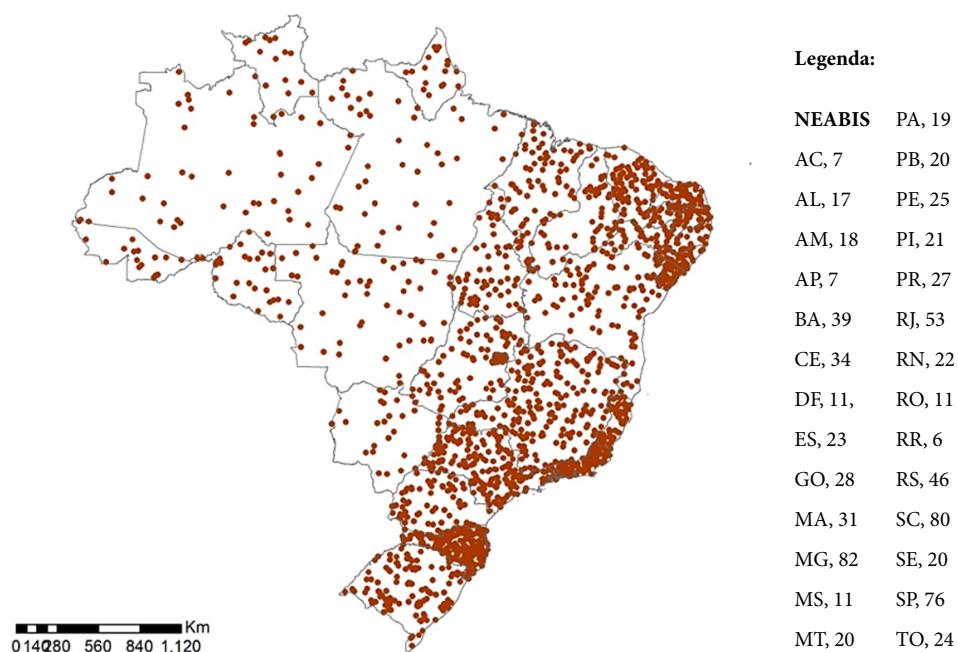 Legenda:
NEABIS PA, 19
AC, 7 PB, 20
AL, 17 PE, 25
AM, 18 PI, 21
AP, 7 PR, 27
BA, 39 RJ, 53
CE, 34 RN, 22
DF, 11, RO, 11
ES, 23 RR, 6
GO, 28 RS, 46
MA, 31 SC, 80
MG, 82 SE, 20
MS, 11 SP, 76
MT, 20 TO, 24
Km
0 140280 560 840 1.120